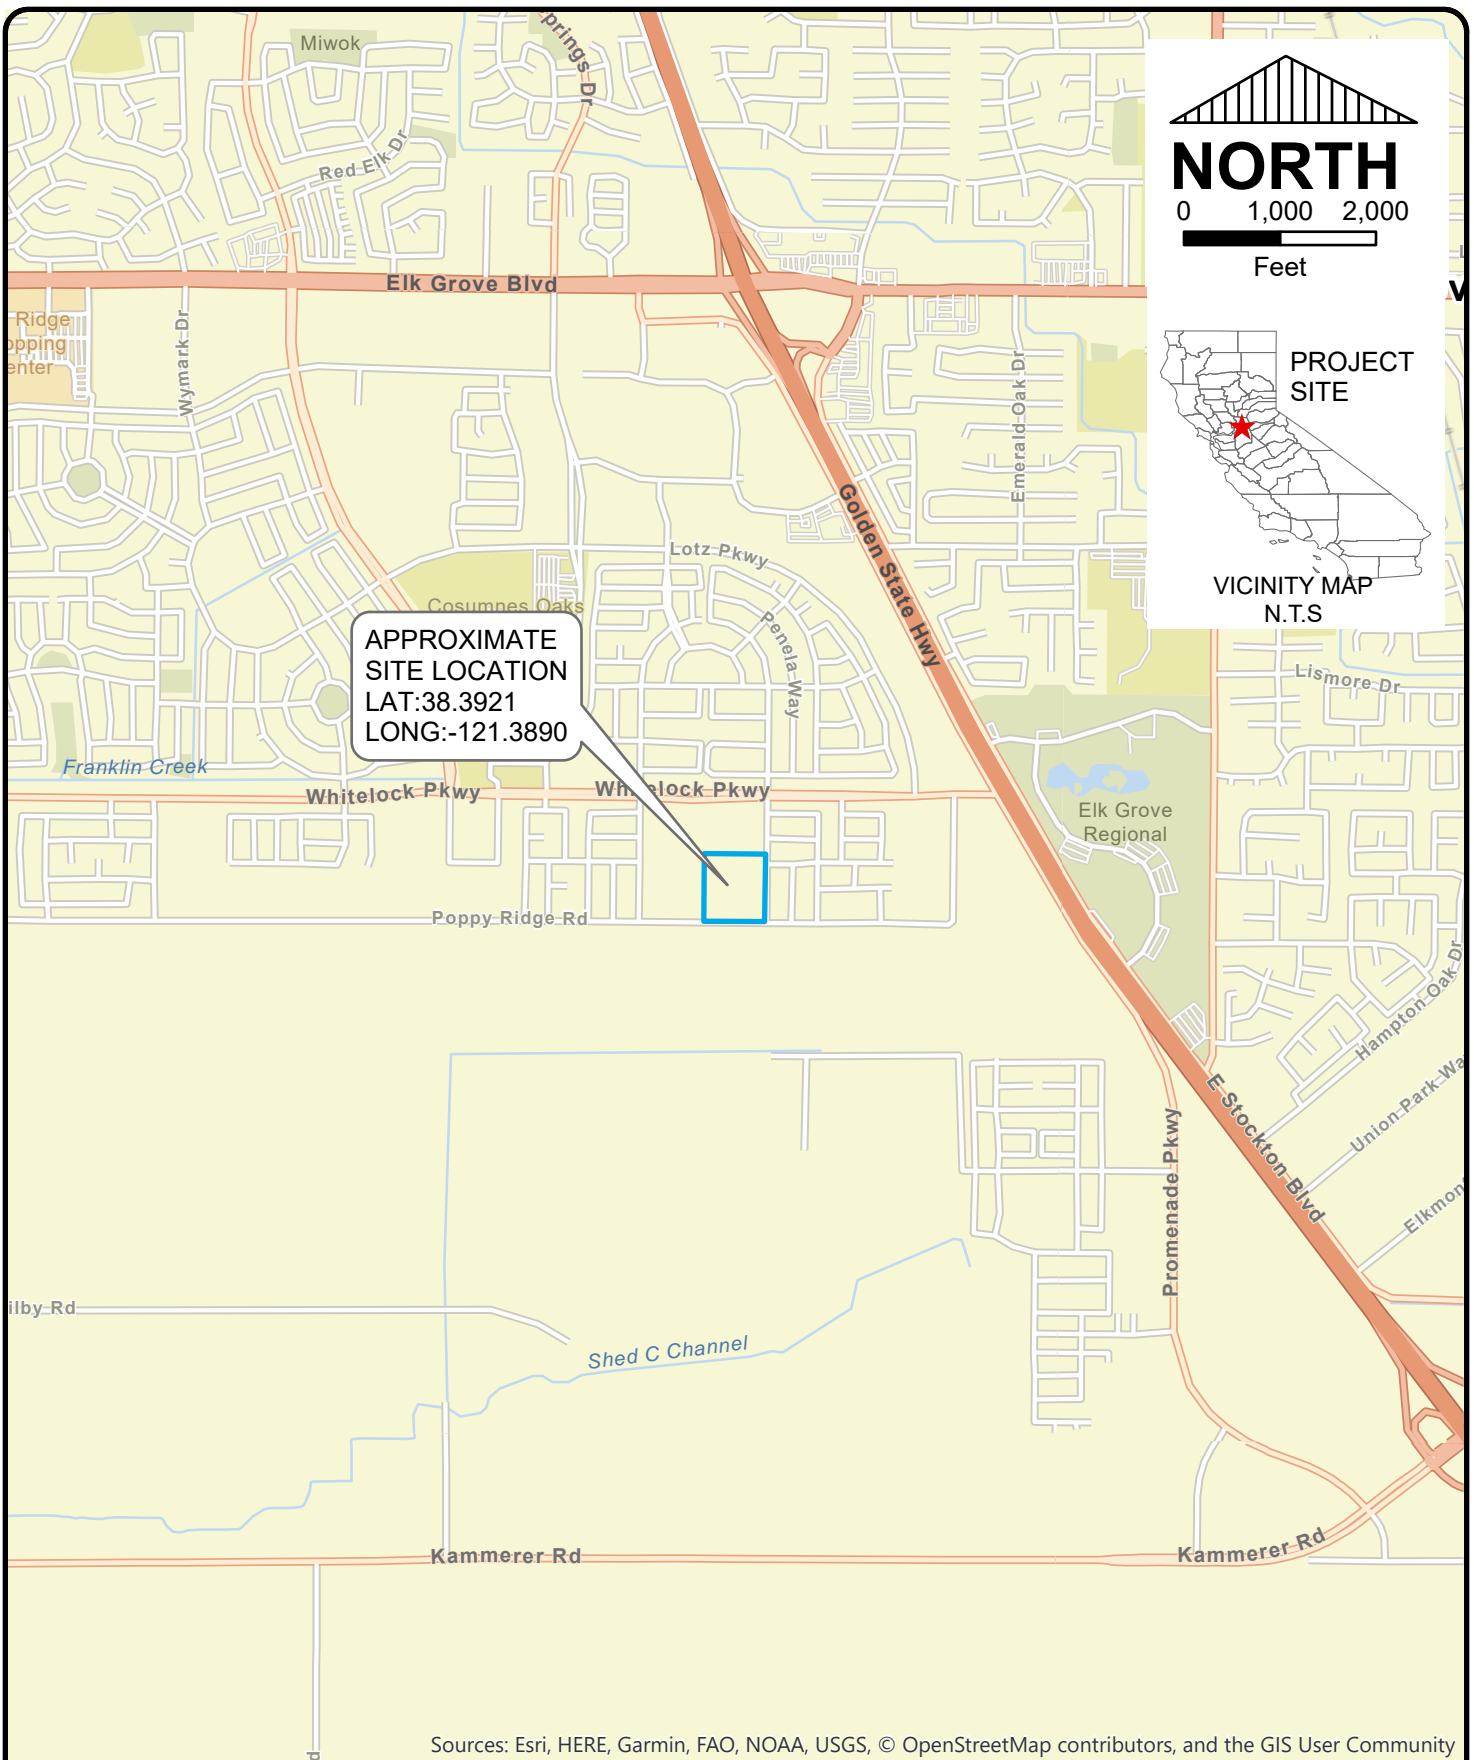 Miwok
prings Dr
Red Elk Dr
NORTH
0 1,000 2,000
Feet
Elk Grove Blvd
Ridge
opping
enter
Wymark Dr
Emerald Oak Dr
PROJECT
SITE
VICINITY MAP
N.T.S
Golden State Hwy
Lotz Pkwy
Cosumnes Oaks
Penela Way
APPROXIMATE
SITE LOCATION
LAT:38.3921
LONG:-121.3890
Lismore Dr
Franklin Creek
Whitelock Pkwy
Whitelock Pkwy
Elk Grove
Regional
Poppy Ridge Rd
Hampton Oak Dr
Union Park Wa
E Stockton Blvd
Elkmon
Promenade Pkwy
ilby Rd
Shed C Channel
Kammerer Rd
Kammerer Rd
Sources: Esri, HERE, Garmin, FAO, NOAA, USGS, © OpenStreetMap contributors, and the GIS User Community